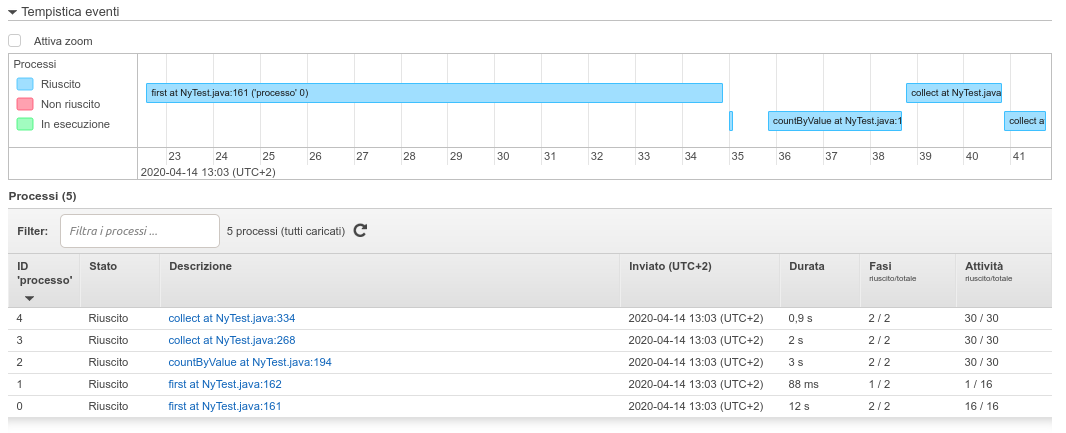 Tempistica eventi
Attiva zoom
Processi
Riuscito
Non riuscito
In esecuzione
first at NyTest.java:161 ('processo' 0)
collect at NyTest.java
countByValue at NyTest.java:1
collect at
23 24 25 26 27 28 29 30 31 32 33 34 35 36 37 38 39 40 41
2020-04-14 13:03 (UTC+2)
Processi (5)
Filter: Filtra i processi ... 5 processi (tutti caricati)
ID 'processo' Stato Descrizione Inviato (UTC+2) Durata Fasi riuscito/totale Attività riuscito/totale
4 Riuscito collect at NyTest.java:334 2020-04-14 13:03 (UTC+2) 0,9 s 2 / 2 30 / 30
3 Riuscito collect at NyTest.java:268 2020-04-14 13:03 (UTC+2) 2 s 2 / 2 30 / 30
2 Riuscito countByValue at NyTest.java:194 2020-04-14 13:03 (UTC+2) 3 s 2 / 2 30 / 30
1 Riuscito first at NyTest.java:162 2020-04-14 13:03 (UTC+2) 88 ms 1 / 2 1 / 16
0 Riuscito first at NyTest.java:161 2020-04-14 13:03 (UTC+2) 12 s 2 / 2 16 / 16